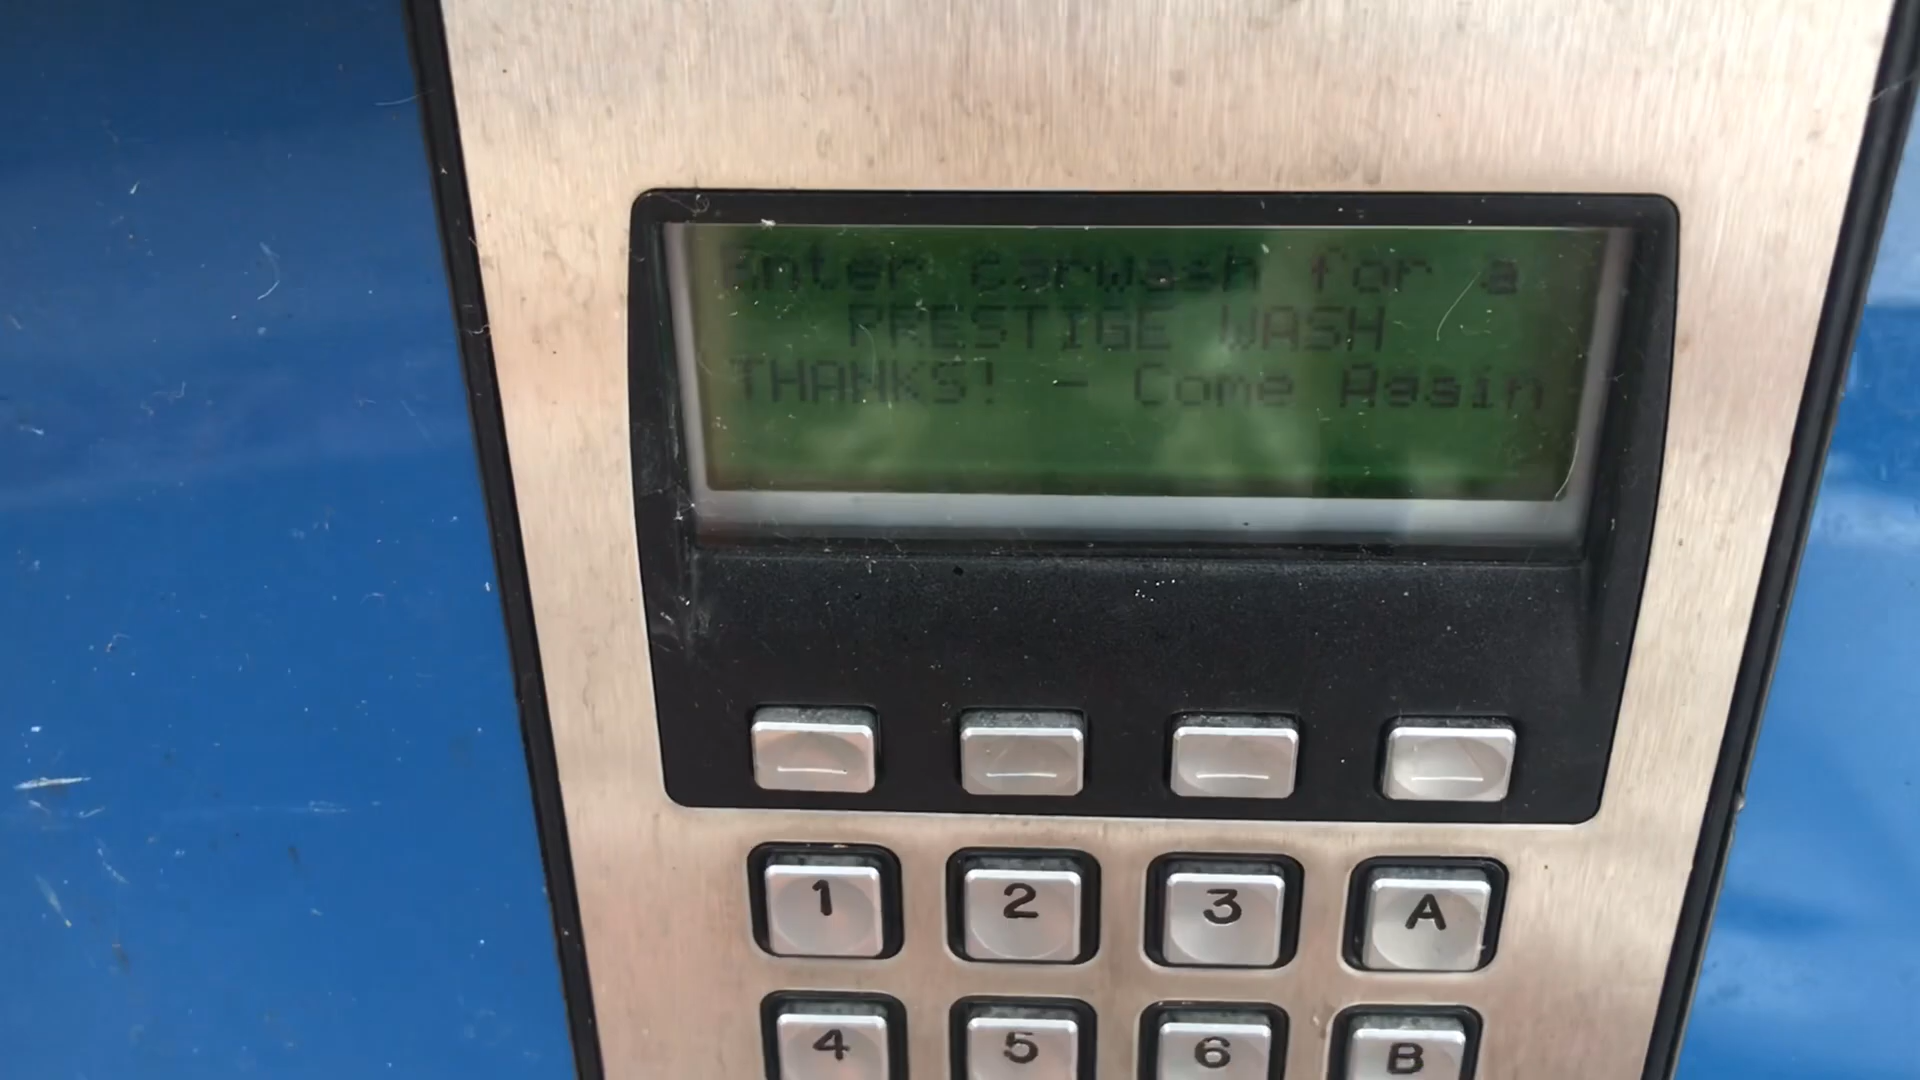 Enter carwash for a
PRESTIGE WASH
THANKS! - Come Again
1 2 3 A
4 5 6 B